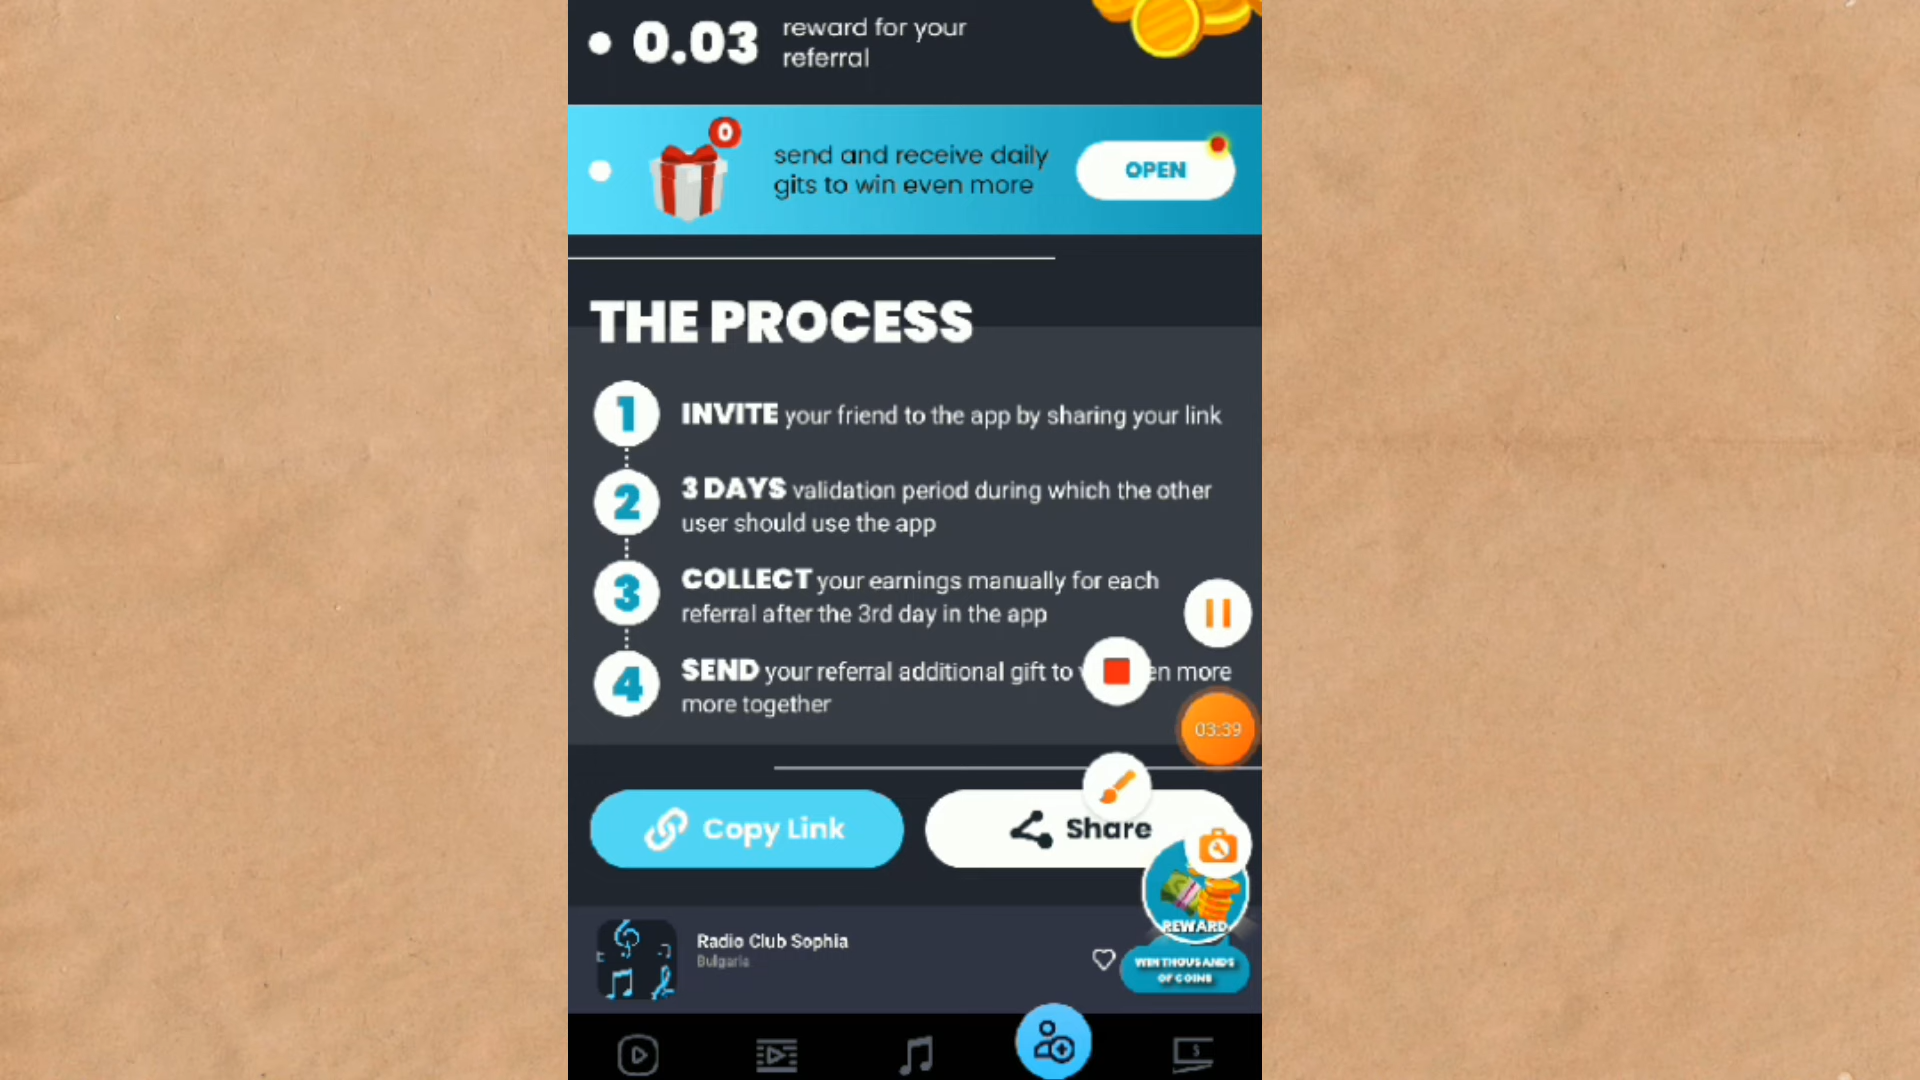 0.03
reward for your
referral
0
send and receive daily
gits to win even more
OPEN
THE PROCESS
1
INVITE your friend to the app by sharing your link
2
3 DAYS validation period during which the other
user should use the app
3
COLLECT your earnings manually for each
referral after the 3rd day in the app
4
SEND your referral additional gift to en more
more together
03:39
Copy Link
Share
REWARD
Radio Club Sophia
Bulgaria
WIN THOUSANDS
OF COINS
$